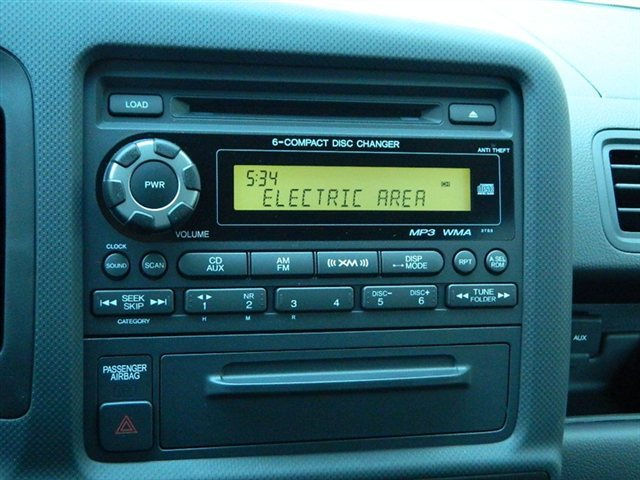 LOAD
6-COMPACT DISC CHANGER
ANTI THEFT
5:34
ELECTRIC AREA
PWR
VOLUME
MP3 WMA
CLOCK
SOUND
SCAN
CD
AUX
AM
FM
((XM))
DISP
MODE
RPT
A.SEL
RDM
SEEK
SKIP
CATEGORY
1
H
NR
2
M
3
R
4
DISC-
5
DISC+
6
TUNE
FOLDER
PASSENGER
AIRBAG
AUX